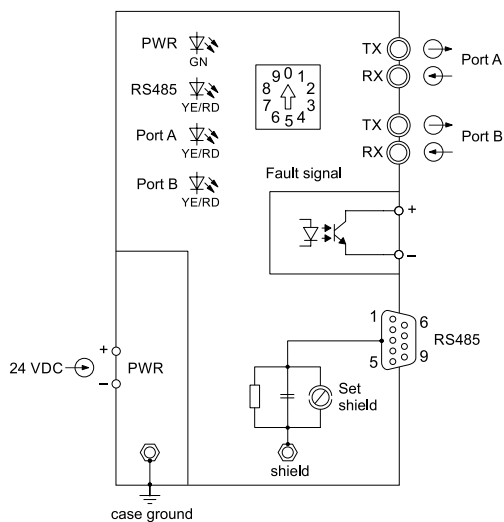 PWR
GN
RS485
YE/RD
Port A
YE/RD
Port B
YE/RD
0
1
2
3
4
5
6
7
8
9
TX
RX
Port A
TX
RX
Port B
Fault signal
+
−
1
6
5
9
RS485
Set
shield
shield
24 VDC
+
−
PWR
case ground